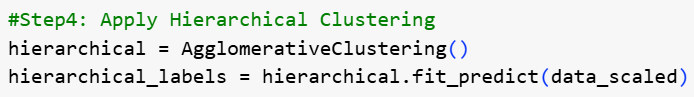 #Step4: Apply Hierarchical Clustering
hierarchical = AgglomerativeClustering()
hierarchical_labels = hierarchical.fit_predict(data_scaled)